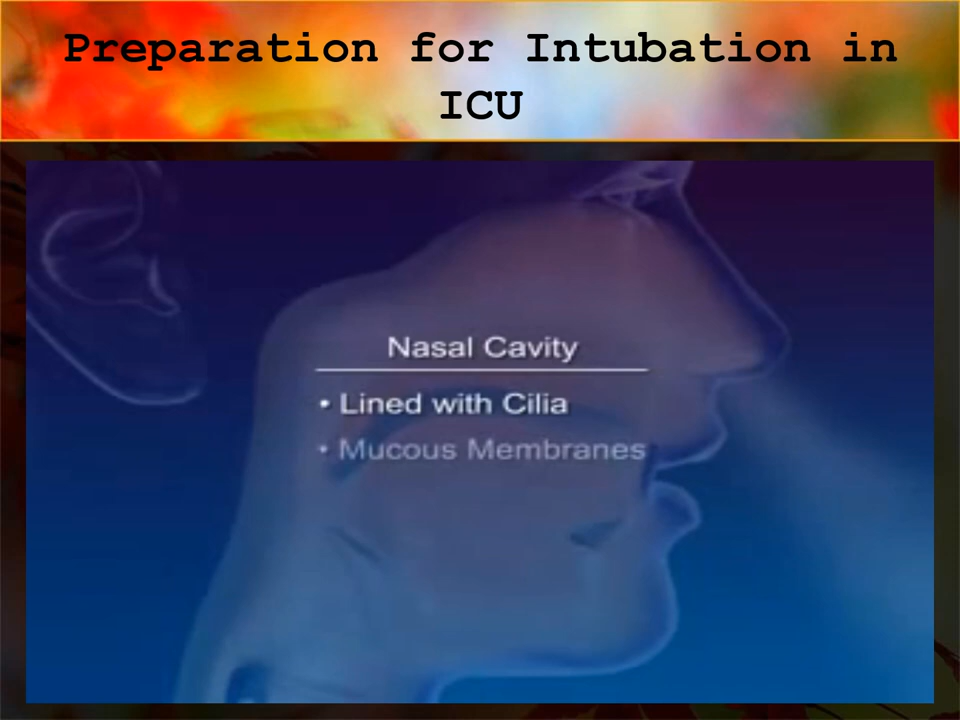 Preparation for Intubation in
ICU
Nasal Cavity
• Lined with Cilia
• Mucous Membranes